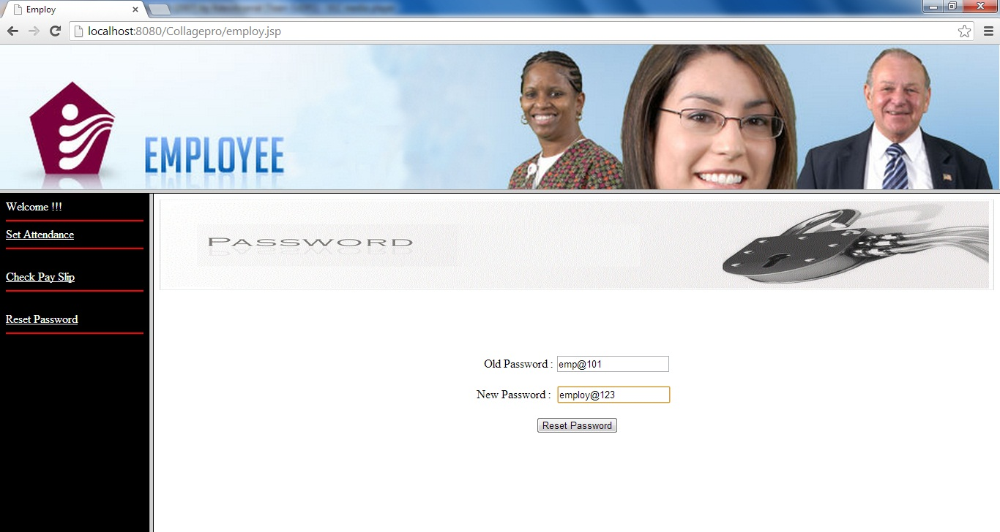 Employ
localhost:8080/Collagepro/employ.jsp
EMPLOYEE
Welcome !!!
Set Attendance
Check Pay Slip
Reset Password
PASSWORD
Old Password : emp@101
New Password : employ@123
Reset Password